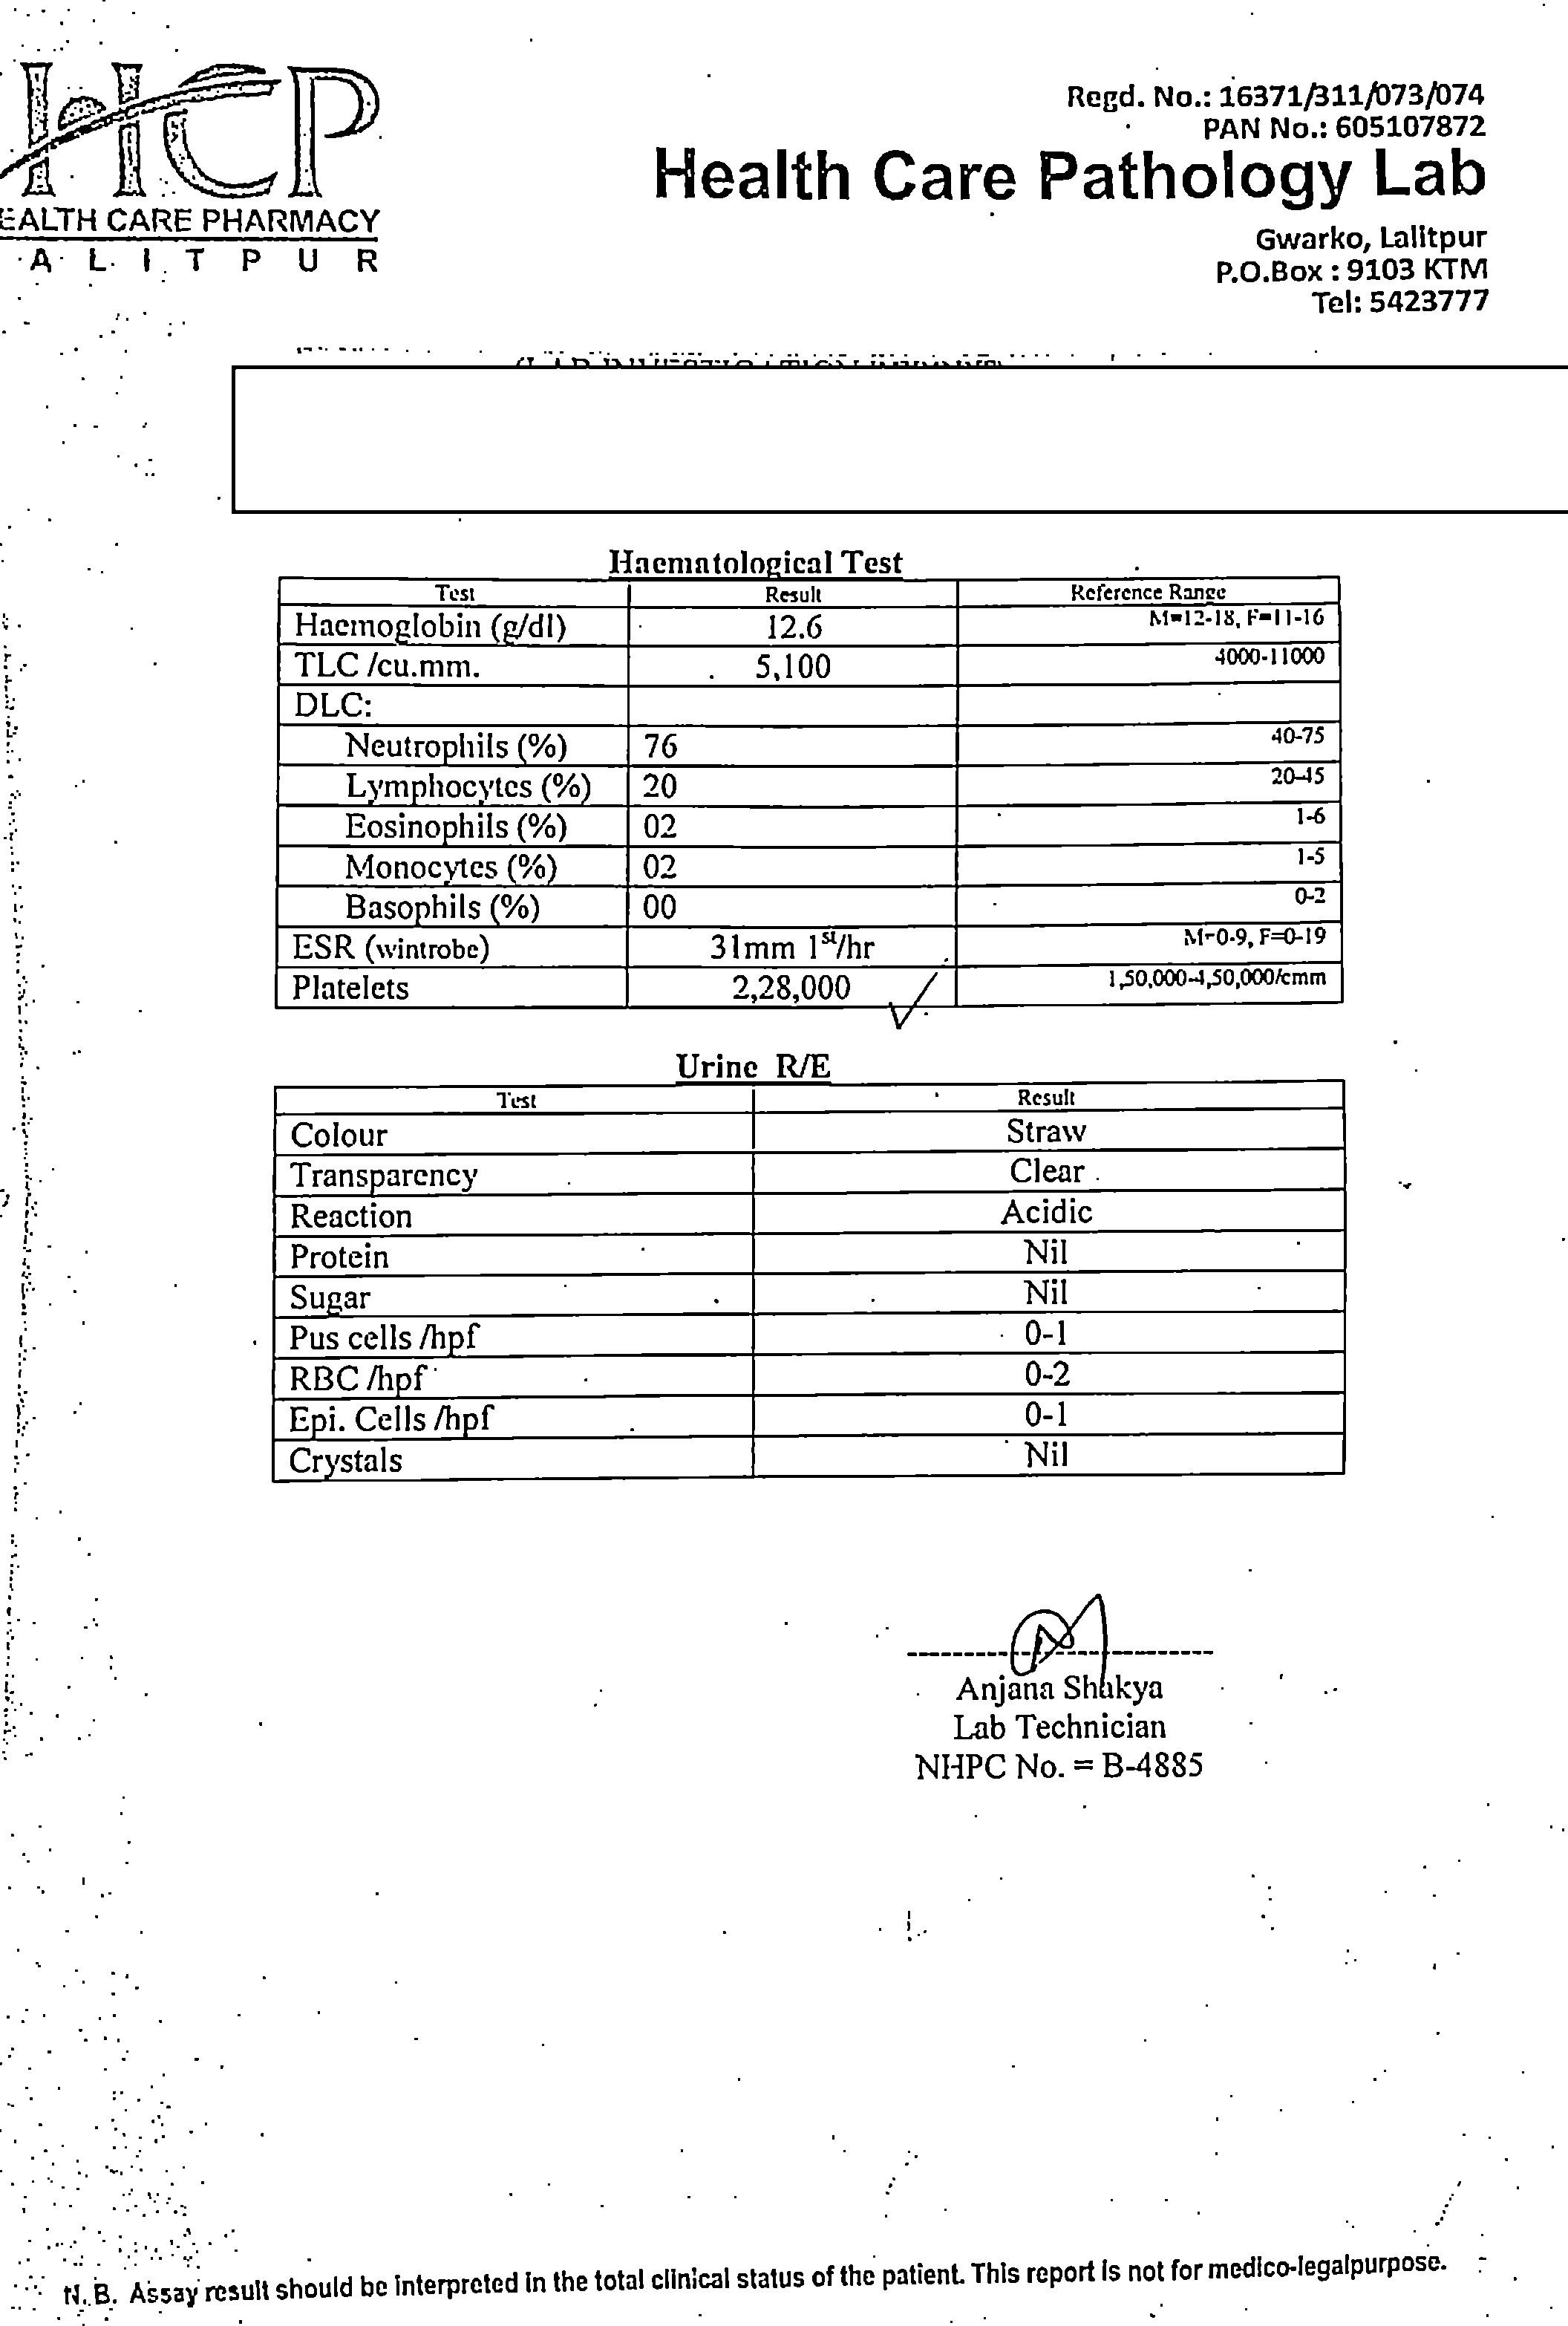 HCP
EALTH CARE PHARMACY
A L I T P U R
Regd. No.: 16371/311/073/074
PAN No.: 605107872
Health Care Pathology Lab
Gwarko, Lalitpur
P.O.Box : 9103 KTM
Tel: 5423777
Haematological Test
Test Result Reference Range
Haemoglobin (g/dl) 12.6 M=12-18, F=11-16
TLC /cu.mm. 5,100 4000-11000
DLC:
Neutrophils (%) 76 40-75
Lymphocytes (%) 20 20-45
Eosinophils (%) 02 1-6
Monocytes (%) 02 1-5
Basophils (%) 00 0-2
ESR (wintrobe) 31mm 1st/hr M=0-9, F=0-19
Platelets 2,28,000 1,50,000-4,50,000/cmm
Urine R/E
Test Result
Colour Straw
Transparency Clear
Reaction Acidic
Protein Nil
Sugar Nil
Pus cells /hpf 0-1
RBC /hpf 0-2
Epi. Cells /hpf 0-1
Crystals Nil
Anjana Shakya
Lab Technician
NHPC No. = B-4885
N.B. Assay result should be interpreted in the total clinical status of the patient. This report is not for medico-legalpurpose.